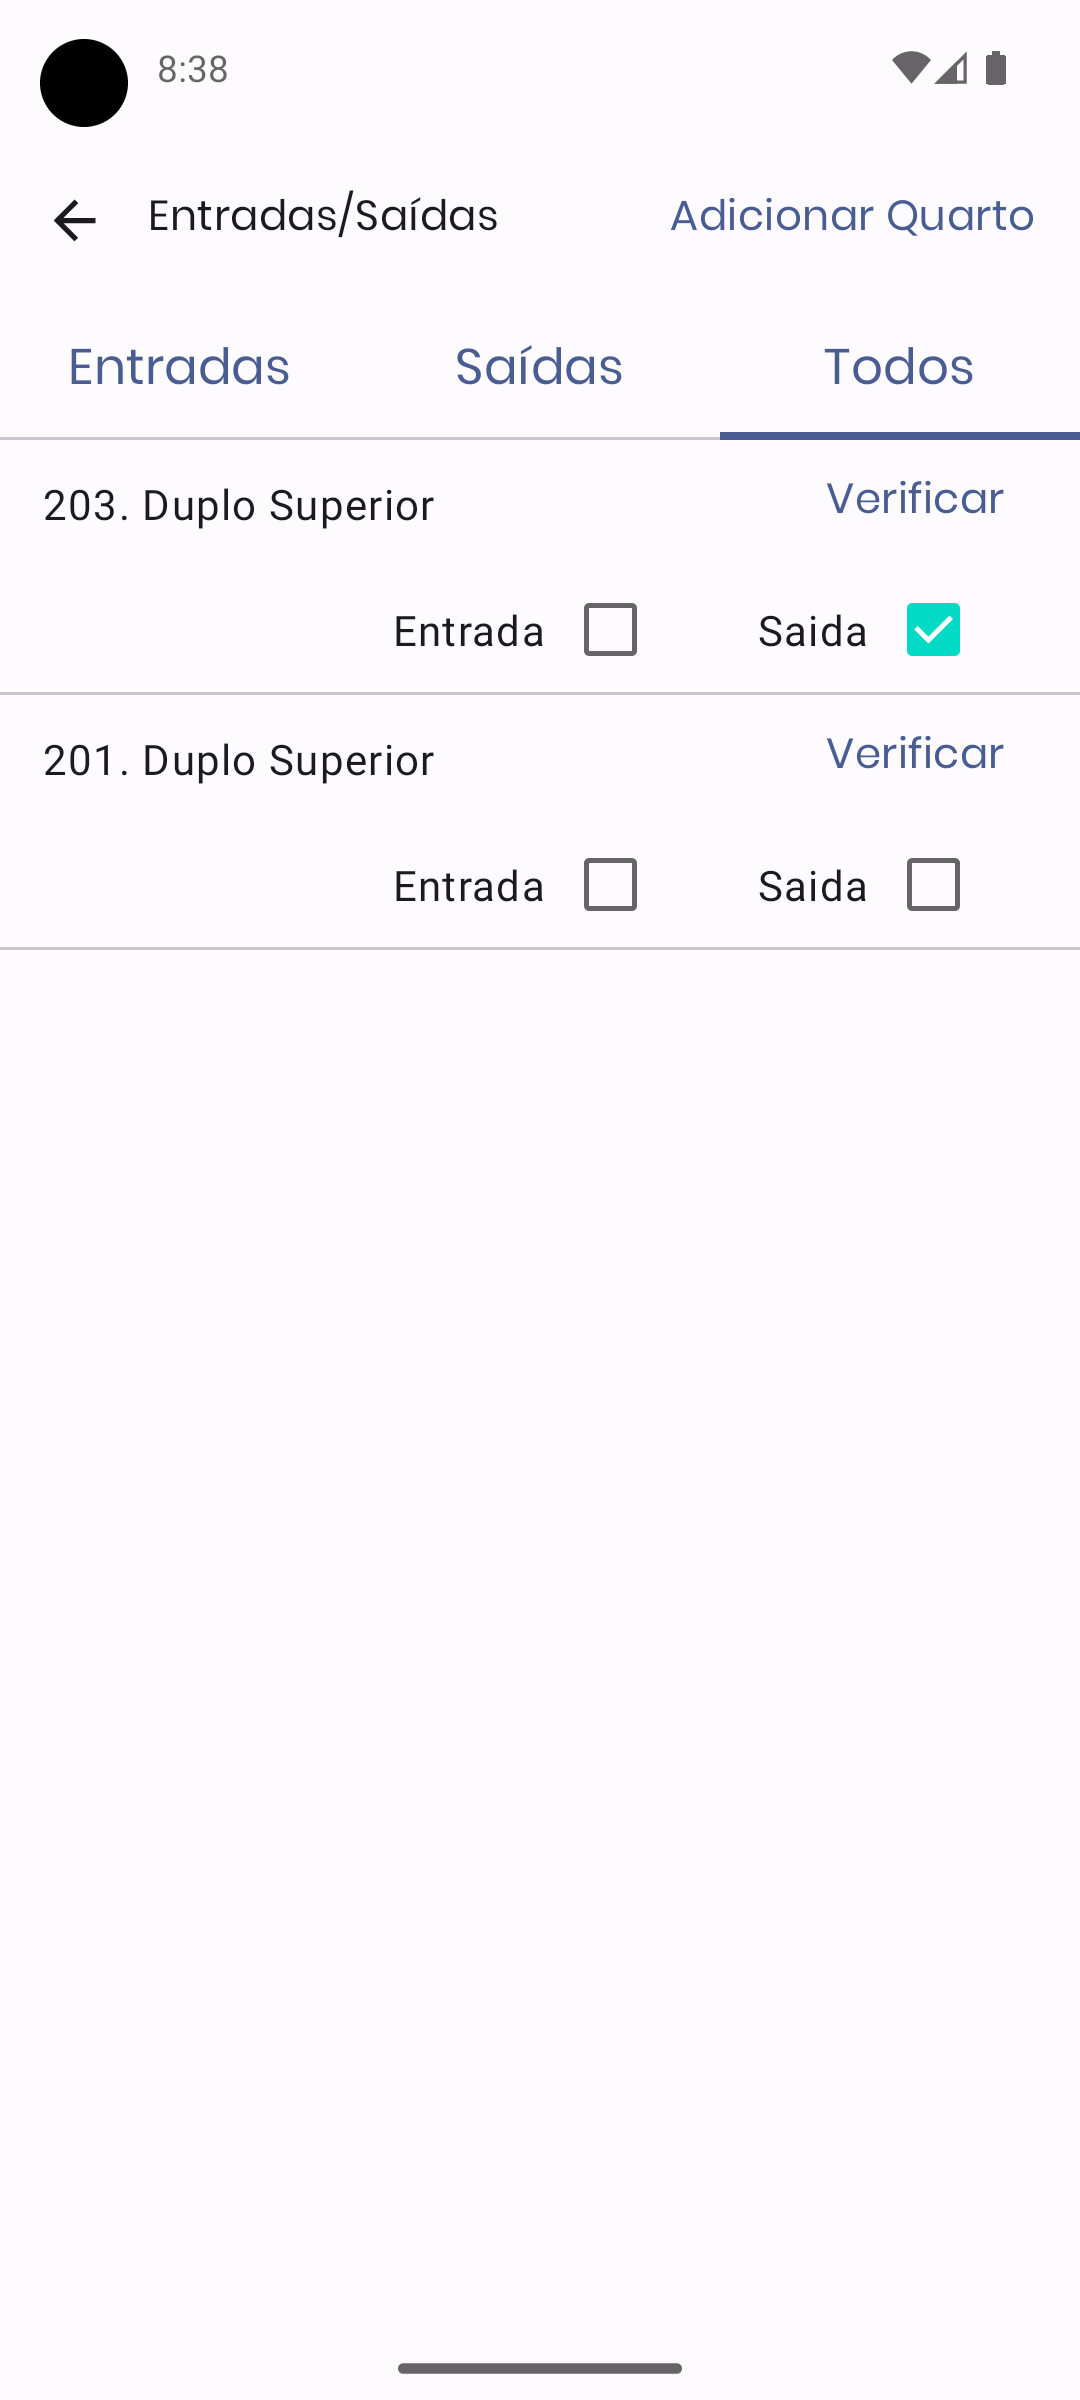 8:38
Entradas/Saídas Adicionar Quarto
Entradas Saídas Todos
203. Duplo Superior Verificar
Entrada Saida
201. Duplo Superior Verificar
Entrada Saida